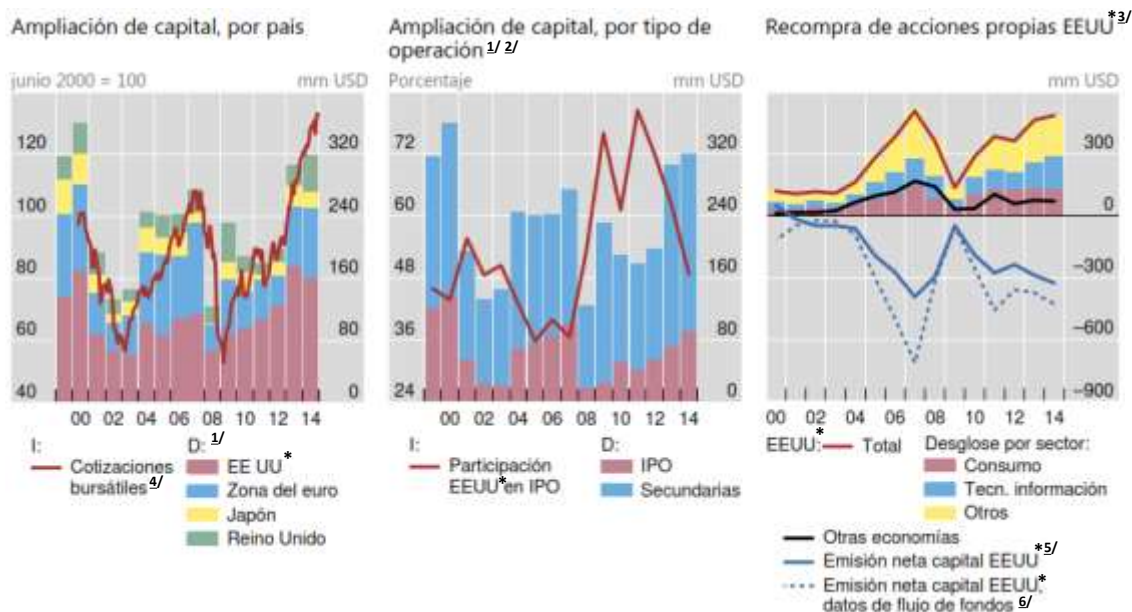 Ampliación de capital, por país
junio 2000 = 100
mm USD
120
100
80
60
40
320
240
160
80
0
00 02 04 06 08 10 12 14
I:
Cotizaciones
bursátiles 4/
D: 1/
EE UU*
Zona del euro
Japón
Reino Unido
Ampliación de capital, por tipo de
operación 1/ 2/
Porcentaje
mm USD
72
60
48
36
24
320
240
160
80
0
00 02 04 06 08 10 12 14
I:
Participación
EEUU* en IPO
D:
IPO
Secundarias
Recompra de acciones propias EEUU*3/
mm USD
300
0
−300
−600
−900
00 02 04 06 08 10 12 14
EEUU:* Total
Desglose por sector:
Consumo
Tecn. información
Otros
Otras economías
Emisión neta capital EEUU*5/
Emisión neta capital EEUU,*
datos de flujo de fondos 6/